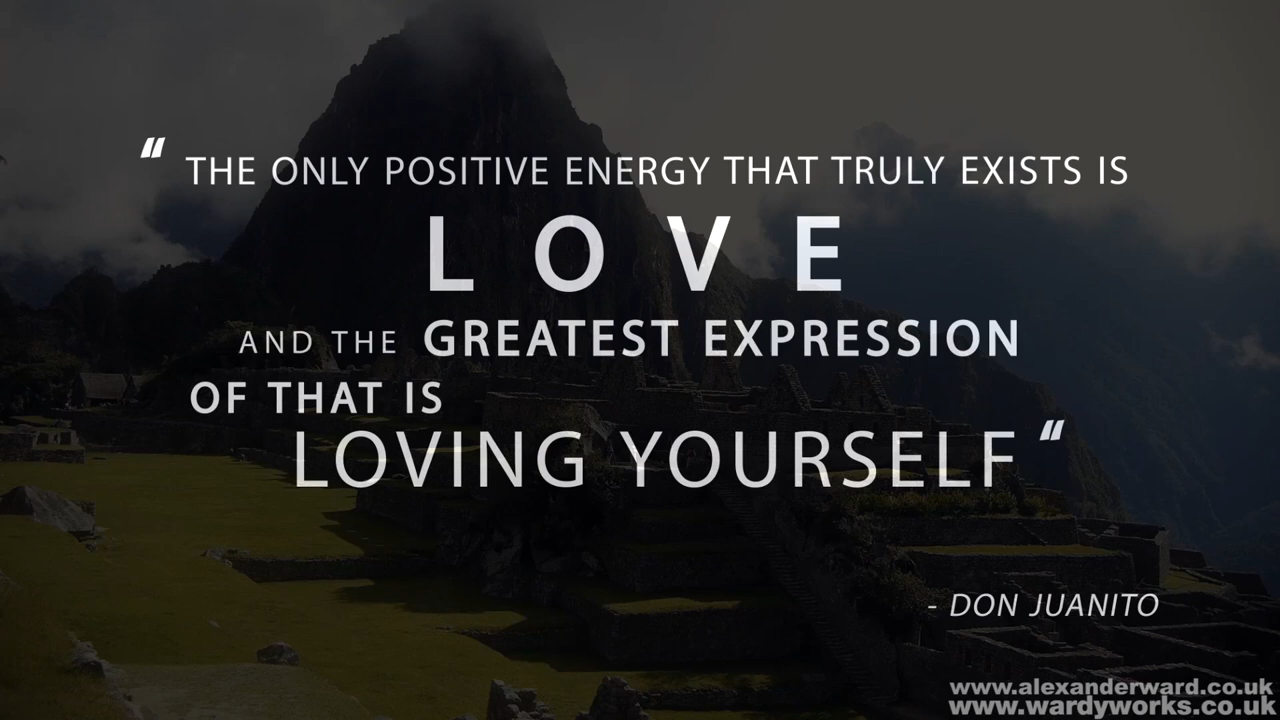 “ THE ONLY POSITIVE ENERGY THAT TRULY EXISTS IS
LOVE
AND THE GREATEST EXPRESSION
OF THAT IS
LOVING YOURSELF “
- DON JUANITO
www.alexanderward.co.uk
www.wardyworks.co.uk